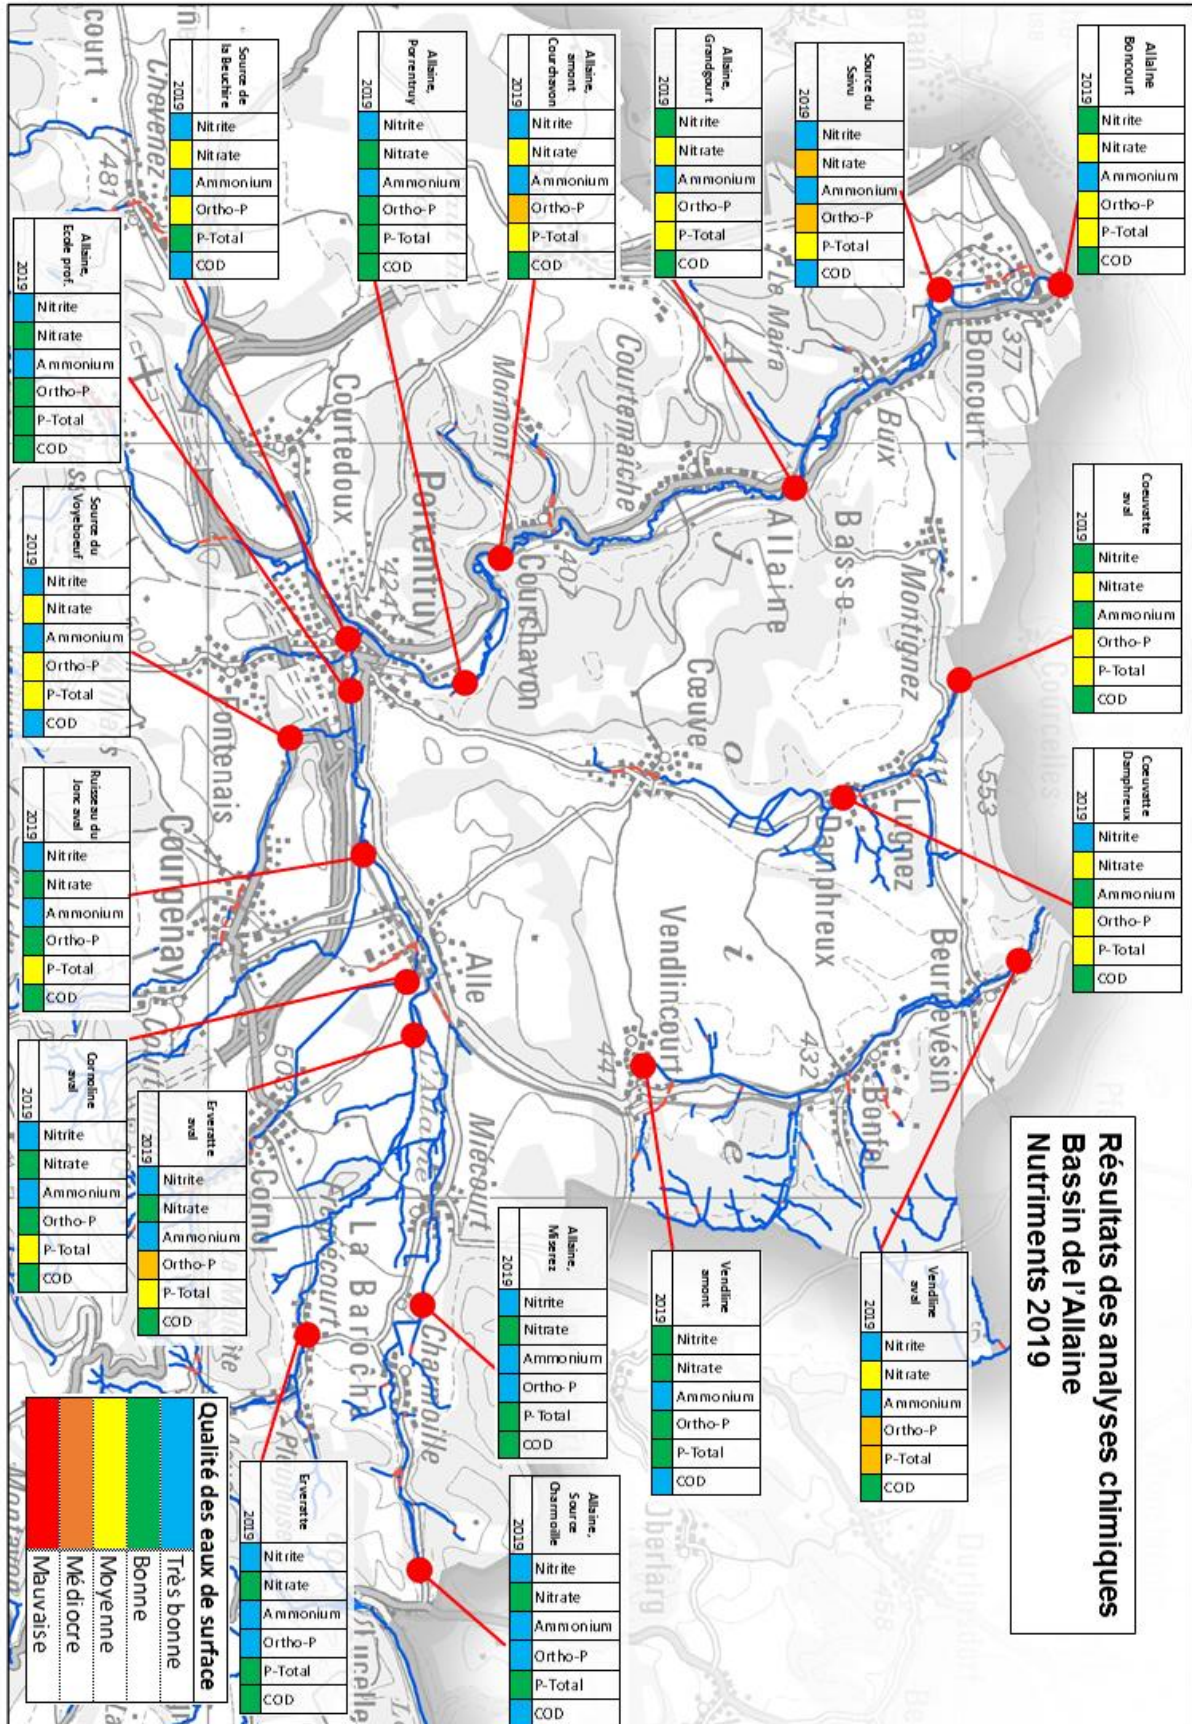 Résultats des analyses chimiques
Bassin de l'Allaine
Nutriments 2019
Allaine
Boncourt
2019
Nitrite
Nitrate
Ammonium
Ortho-P
P-Total
COD
Source du
Saivu
2019
Nitrite
Nitrate
Ammonium
Ortho-P
P-Total
COD
Allaine,
Grandgourt
2019
Nitrite
Nitrate
Ammonium
Ortho-P
P-Total
COD
Allaine,
amont
Courchavon
2019
Nitrite
Nitrate
Ammonium
Ortho-P
P-Total
COD
Allaine,
Porrentruy
2019
Nitrite
Nitrate
Ammonium
Ortho-P
P-Total
COD
Source de
la Beuchire
2019
Nitrite
Nitrate
Ammonium
Ortho-P
P-Total
COD
Allaine,
Ecole prof.
2019
Nitrite
Nitrate
Ammonium
Ortho-P
P-Total
COD
Coeuvatte
aval
2019
Nitrite
Nitrate
Ammonium
Ortho-P
P-Total
COD
Coeuvatte
Damphreux
2019
Nitrite
Nitrate
Ammonium
Ortho-P
P-Total
COD
Source du
Voyeboeuf
2019
Nitrite
Nitrate
Ammonium
Ortho-P
P-Total
COD
Ruisseau du
Jonc aval
2019
Nitrite
Nitrate
Ammonium
Ortho-P
P-Total
COD
Cornoline
aval
2019
Nitrite
Nitrate
Ammonium
Ortho-P
P-Total
COD
Erveratte
aval
2019
Nitrite
Nitrate
Ammonium
Ortho-P
P-Total
COD
Allaine,
Miserez
2019
Nitrite
Nitrate
Ammonium
Ortho-P
P-Total
COD
Vendline
amont
2019
Nitrite
Nitrate
Ammonium
Ortho-P
P-Total
COD
Vendline
aval
2019
Nitrite
Nitrate
Ammonium
Ortho-P
P-Total
COD
Erveratte
2019
Nitrite
Nitrate
Ammonium
Ortho-P
P-Total
COD
Allaine,
Source
Charmoille
2019
Nitrite
Nitrate
Ammonium
Ortho-P
P-Total
COD
Qualité des eaux de surface
Très bonne
Bonne
Moyenne
Médiocre
Mauvaise
Boncourt
377
Buix
Le Maira
Montignez
Basse-
Allaine
Courtemaîche
Mormont
407
Courchavon
Porrentruy
424
Courtedoux
Chevenez
481
court
Fontenais
500
Courgenay
Cœuve
Damphreux
Lugnez
411
553
Courcelles
Beurnevésin
Bonfol
432
Vendlincourt
447
Alle
L'Allaine
Miécourt
Cornol
503
Fregiécourt
La Baroche
Charmoille
Pleujouse
Oberlarg
A j o i e
Montavon